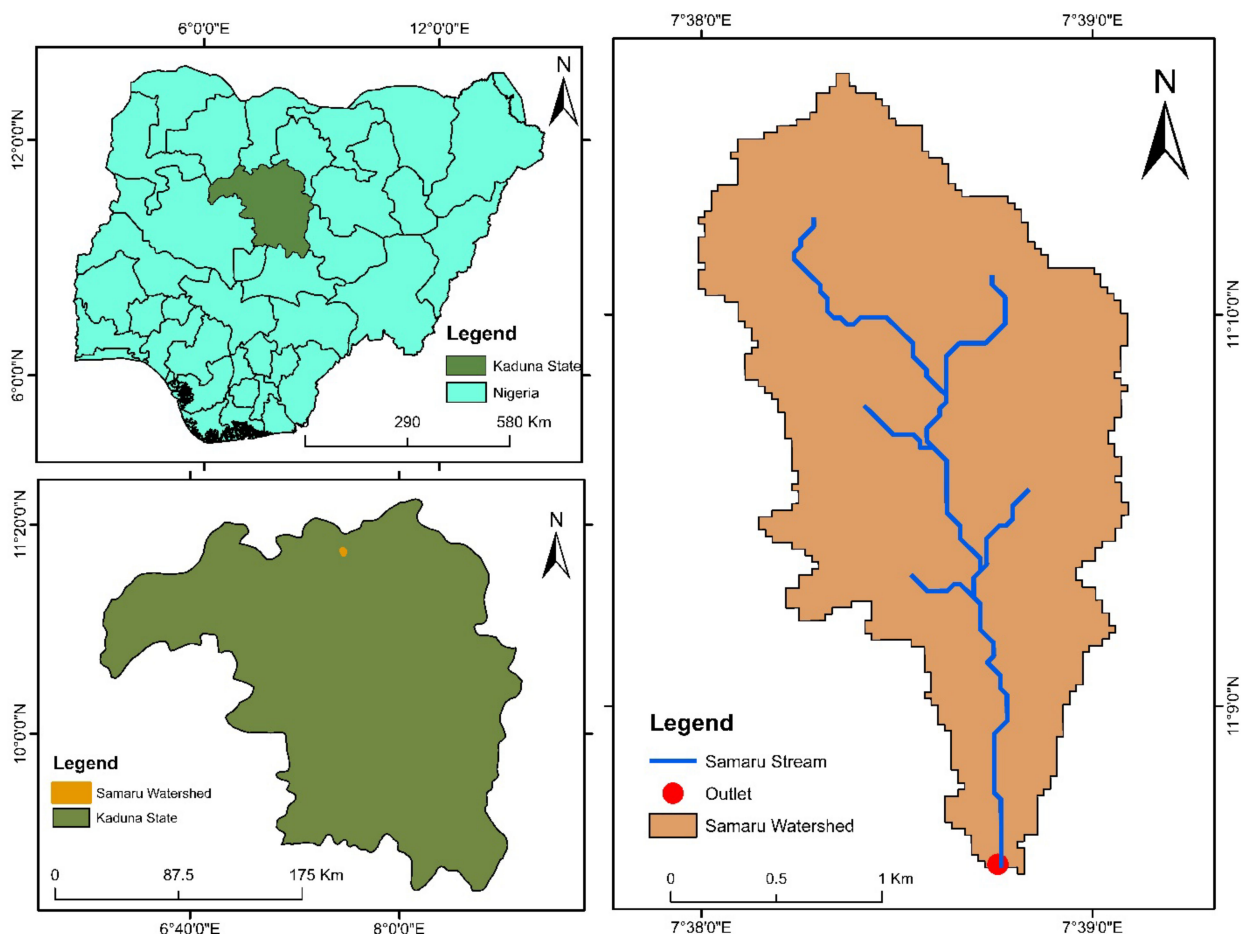 6°0'0"E
12°0'0"E
12°0'0"N
6°0'0"N
N
Legend
Kaduna State
Nigeria
290
580 Km
11°20'0"N
10°0'0"N
N
Legend
Samaru Watershed
Kaduna State
0
87.5
175 Km
6°40'0"E
8°0'0"E
7°38'0"E
7°39'0"E
N
11°10'0"N
11°9'0"N
Legend
Samaru Stream
Outlet
Samaru Watershed
0
0.5
1 Km
7°38'0"E
7°39'0"E